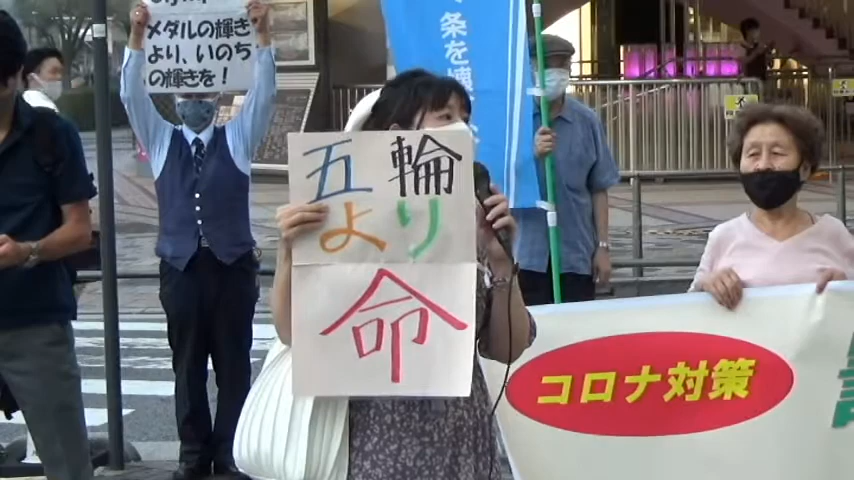 メダルの輝き
より、いのち
の輝きを!
条を壊
五輪
より
命
コロナ対策